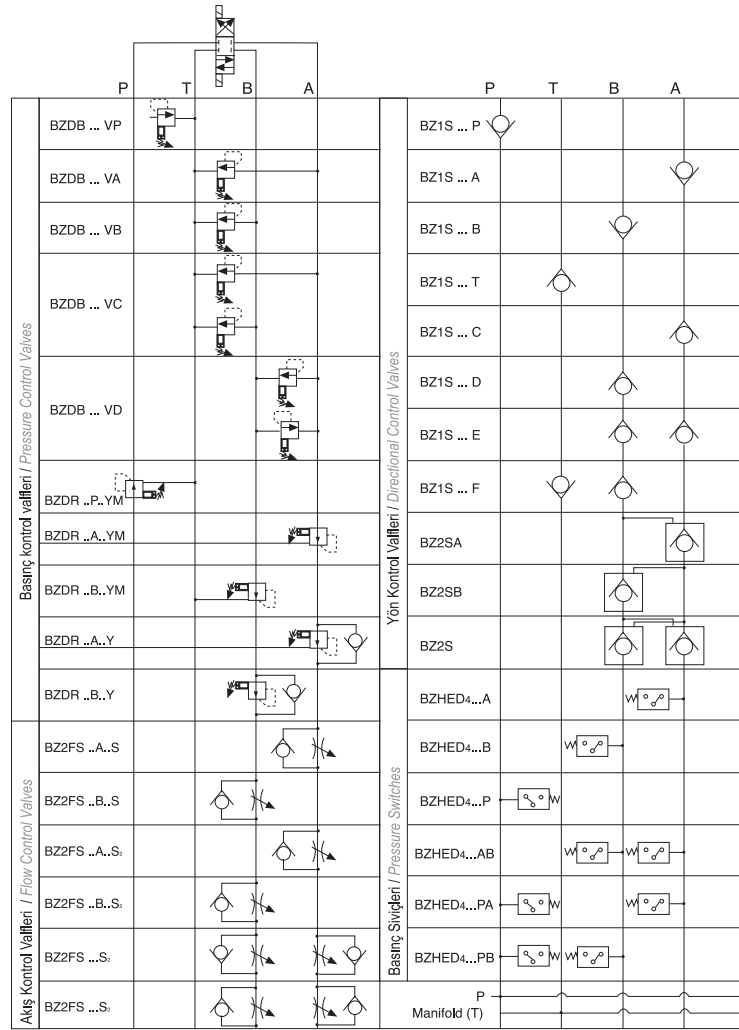 P T B A
Basınç kontrol valfleri / Pressure Control Valves
BZDB ... VP
BZDB ... VA
BZDB ... VB
BZDB ... VC
BZDB ... VD
BZDR ..P..YM
BZDR ..A..YM
BZDR ..B..YM
BZDR ..A..Y
BZDR ..B..Y
Akış Kontrol Valfleri / Flow Control Valves
BZ2FS ..A..S
BZ2FS ..B..S
BZ2FS ..A..S₂
BZ2FS ..B..S₂
BZ2FS ...S₂
BZ2FS ...S₂
P T B A
Yön Kontrol Valfleri / Directional Control Valves
BZ1S ... P
BZ1S ... A
BZ1S ... B
BZ1S ... T
BZ1S ... C
BZ1S ... D
BZ1S ... E
BZ1S ... F
BZ2SA
BZ2SB
BZ2S
Basınç Siviçleri / Pressure Switches
BZHED4...A
BZHED4...B
BZHED4...P
BZHED4...AB
BZHED4...PA
BZHED4...PB
P
Manifold (T)